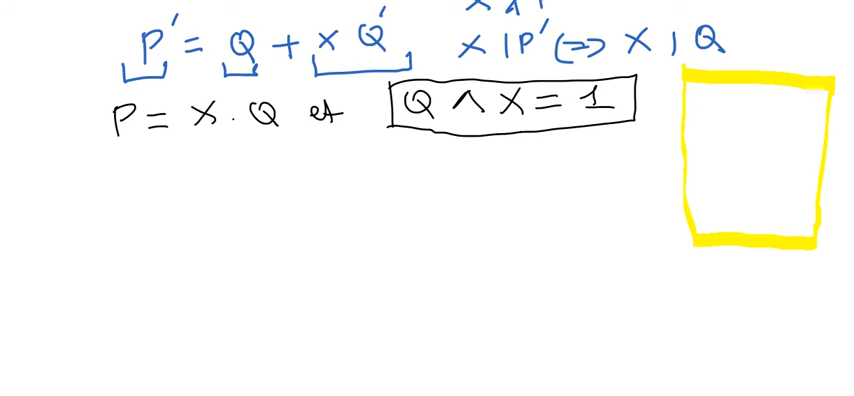 P' = Q + X Q'
X | P' (=> X | Q
P = X . Q et Q ∧ X = 1